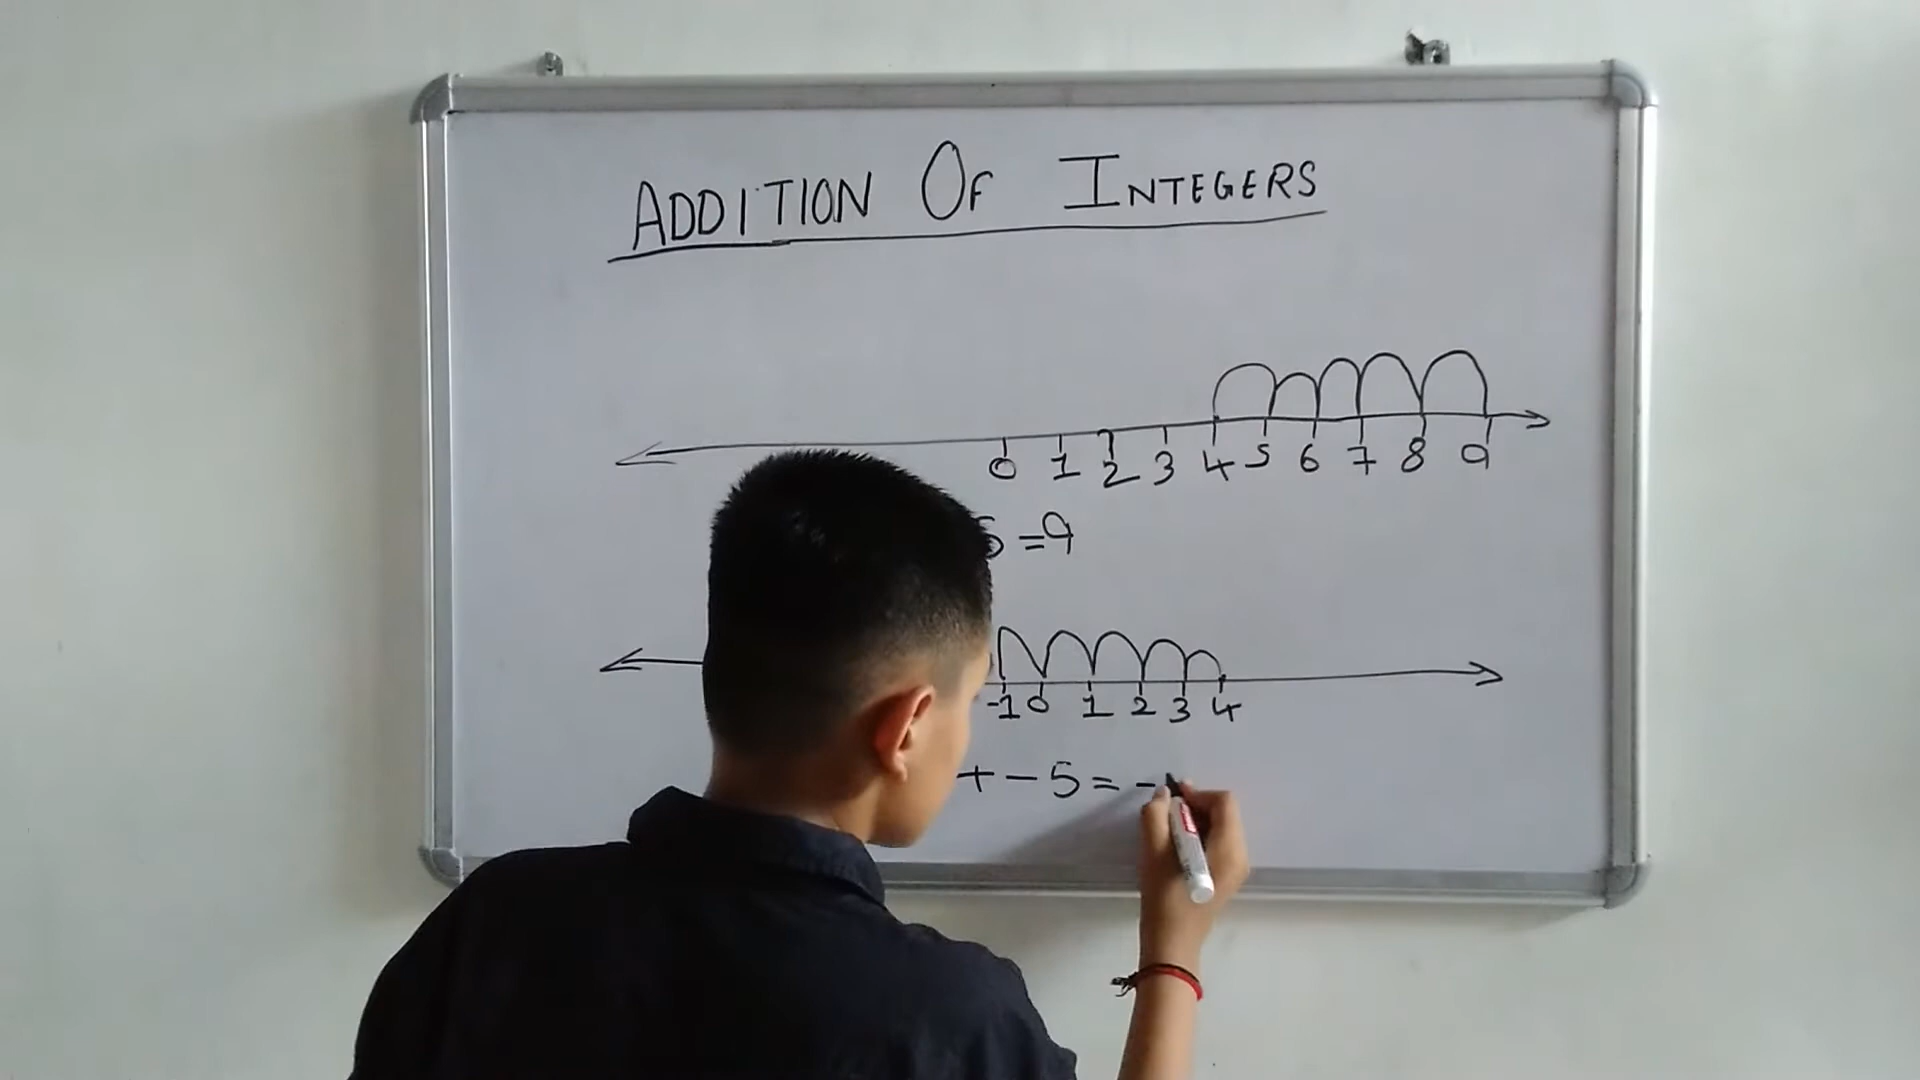 ADDITION OF INTEGERS
0 1 2 3 4 5 6 7 8 9
5 =9
-1 0 1 2 3 4
+ - 5 = -